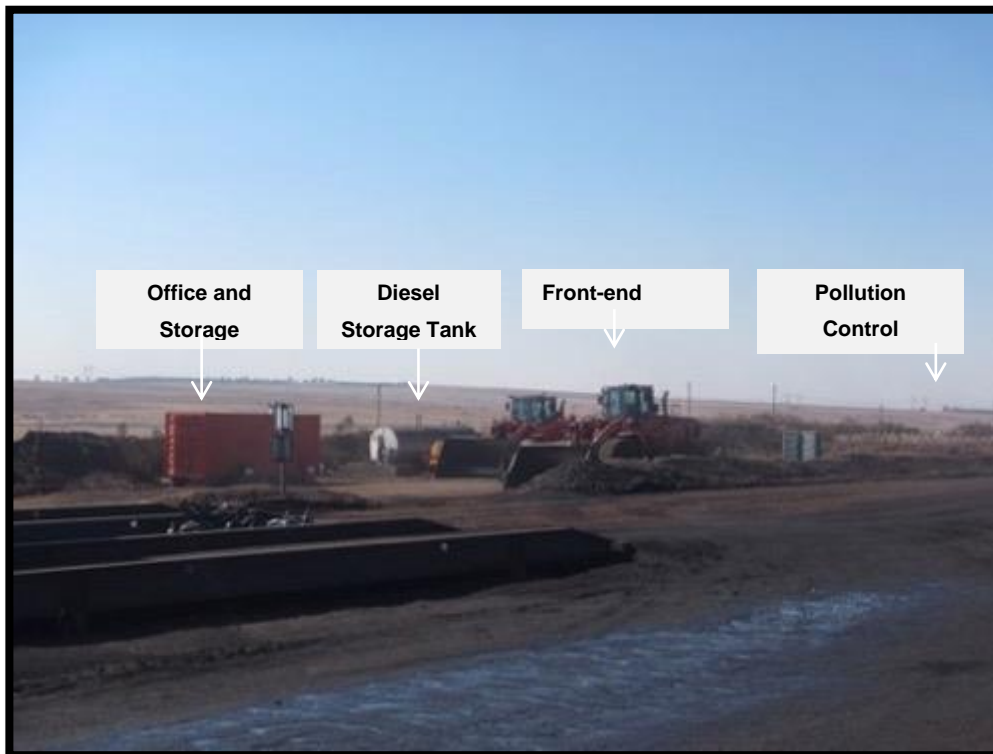 Office and
Storage
Diesel
Storage Tank
Front-end
Pollution
Control